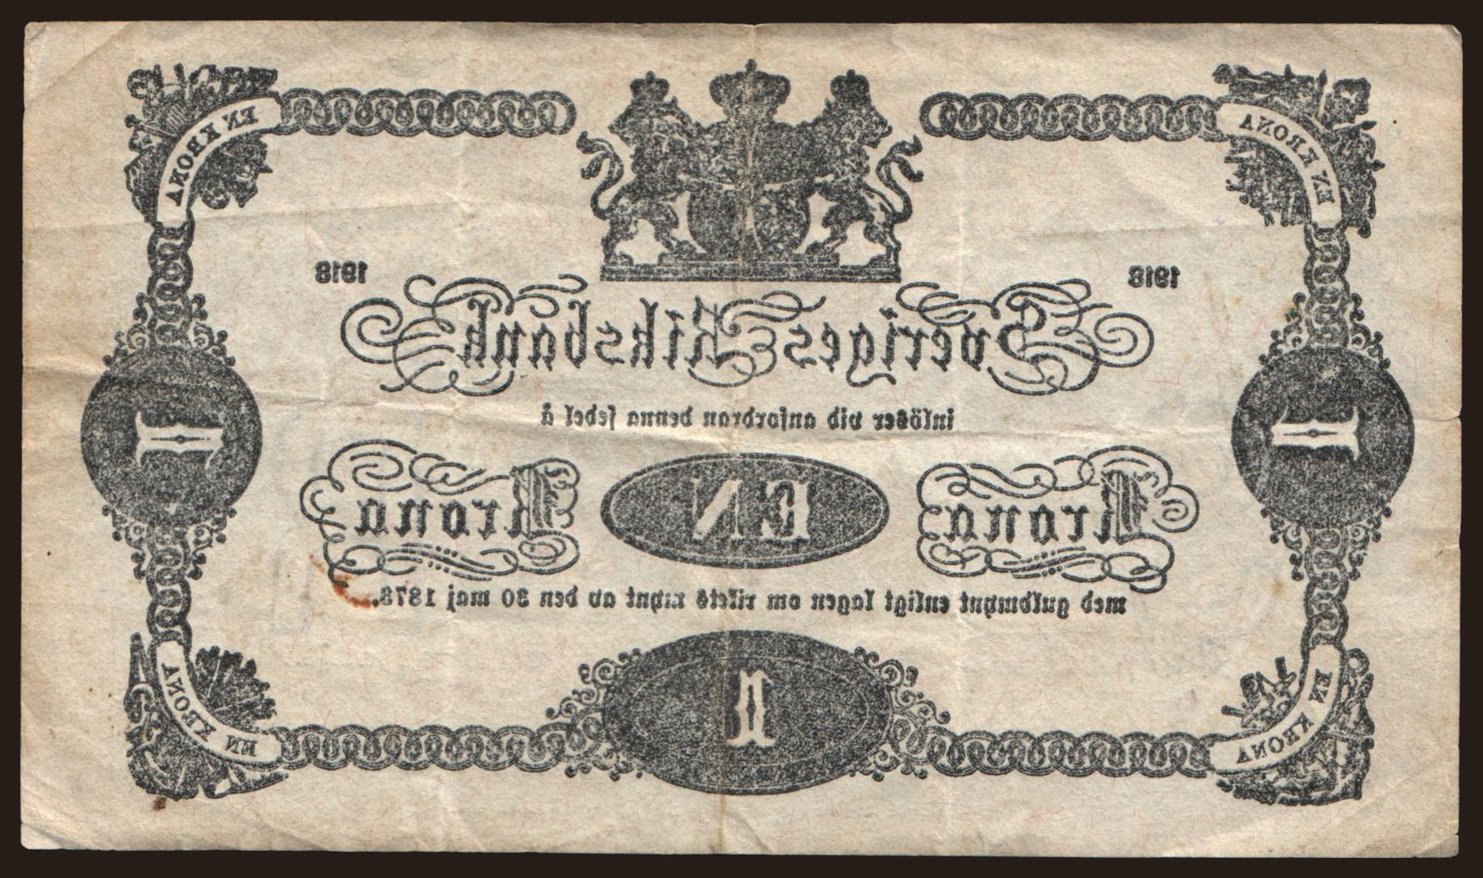 EN KRONA EN KRONA
1918 1918
Sveriges Riksbank
inlöser vid anfordran denna sedel å
1 1
Krona EN Krona
med guldmynt enligt lagen om rikets mynt av den 30 maj 1873.
EN KRONA 1 EN KRONA